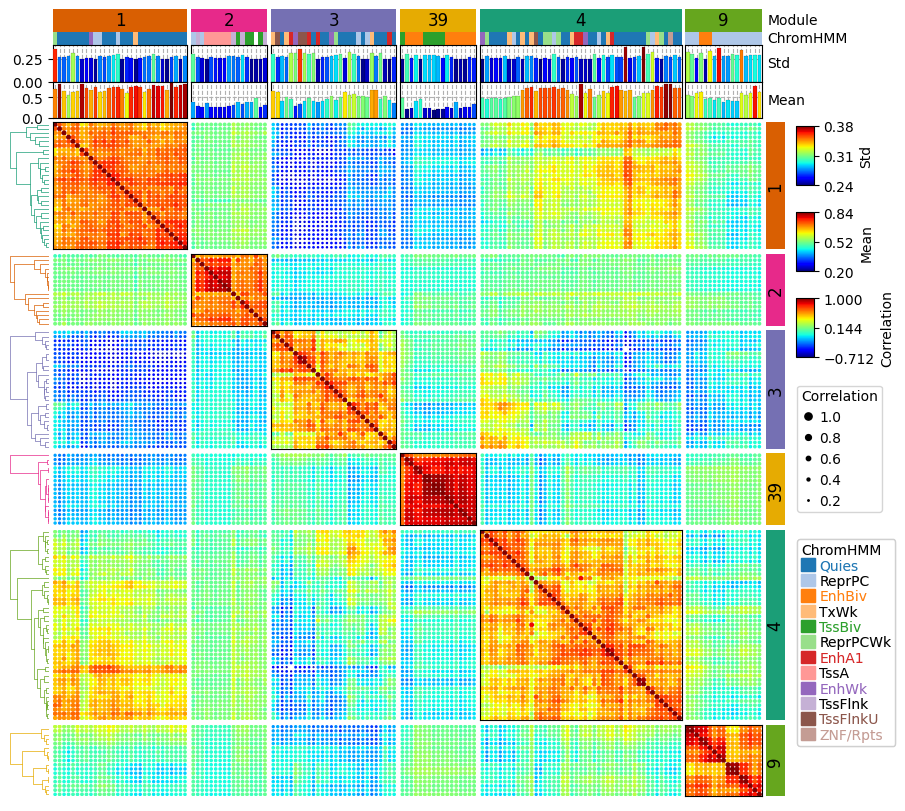 1 2 3 39 4 9 Module
ChromHMM
0.25 Std
0.00
0.5 Mean
0.0
1
2
3
39
4
9
0.38
0.31
0.24
Std
0.84
0.52
0.20
Mean
1.000
0.144
−0.712
Correlation
Correlation
1.0
0.8
0.6
0.4
0.2
ChromHMM
Quies
ReprPC
EnhBiv
TxWk
TssBiv
ReprPCWk
EnhA1
TssA
EnhWk
TssFlnk
TssFlnkU
ZNF/Rpts